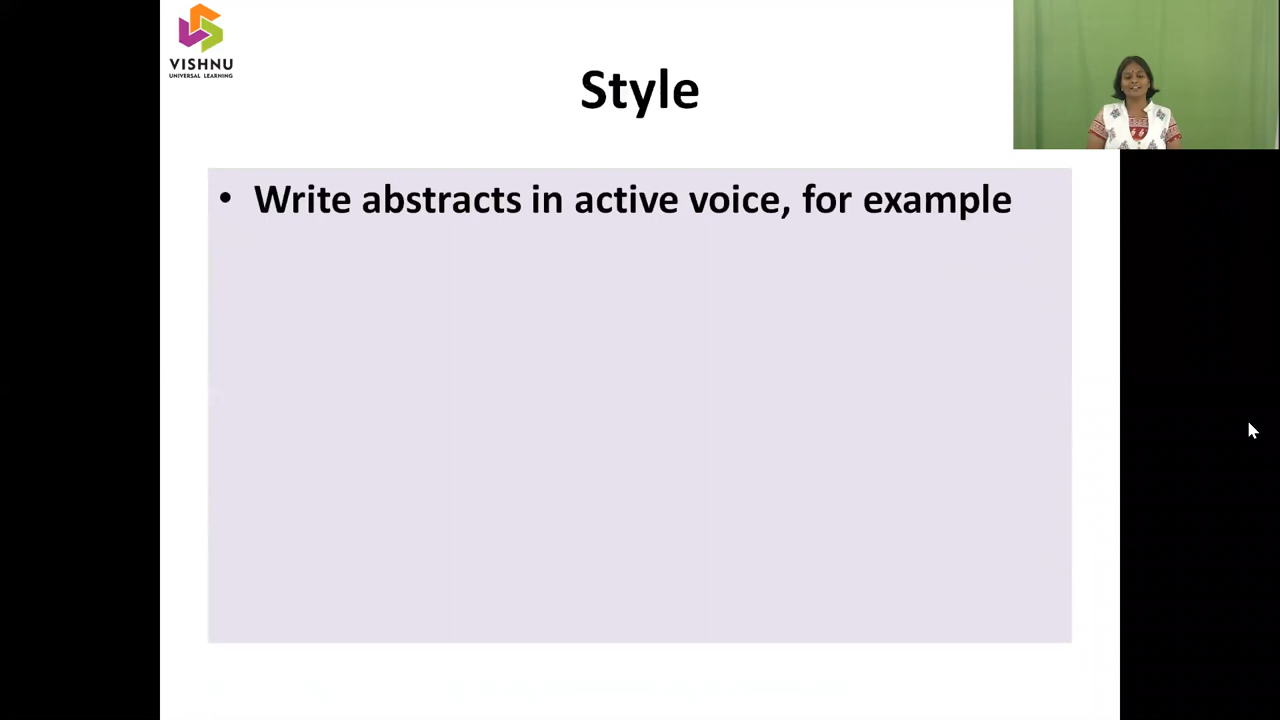 VISHNU
UNIVERSAL LEARNING
Style
• Write abstracts in active voice, for example